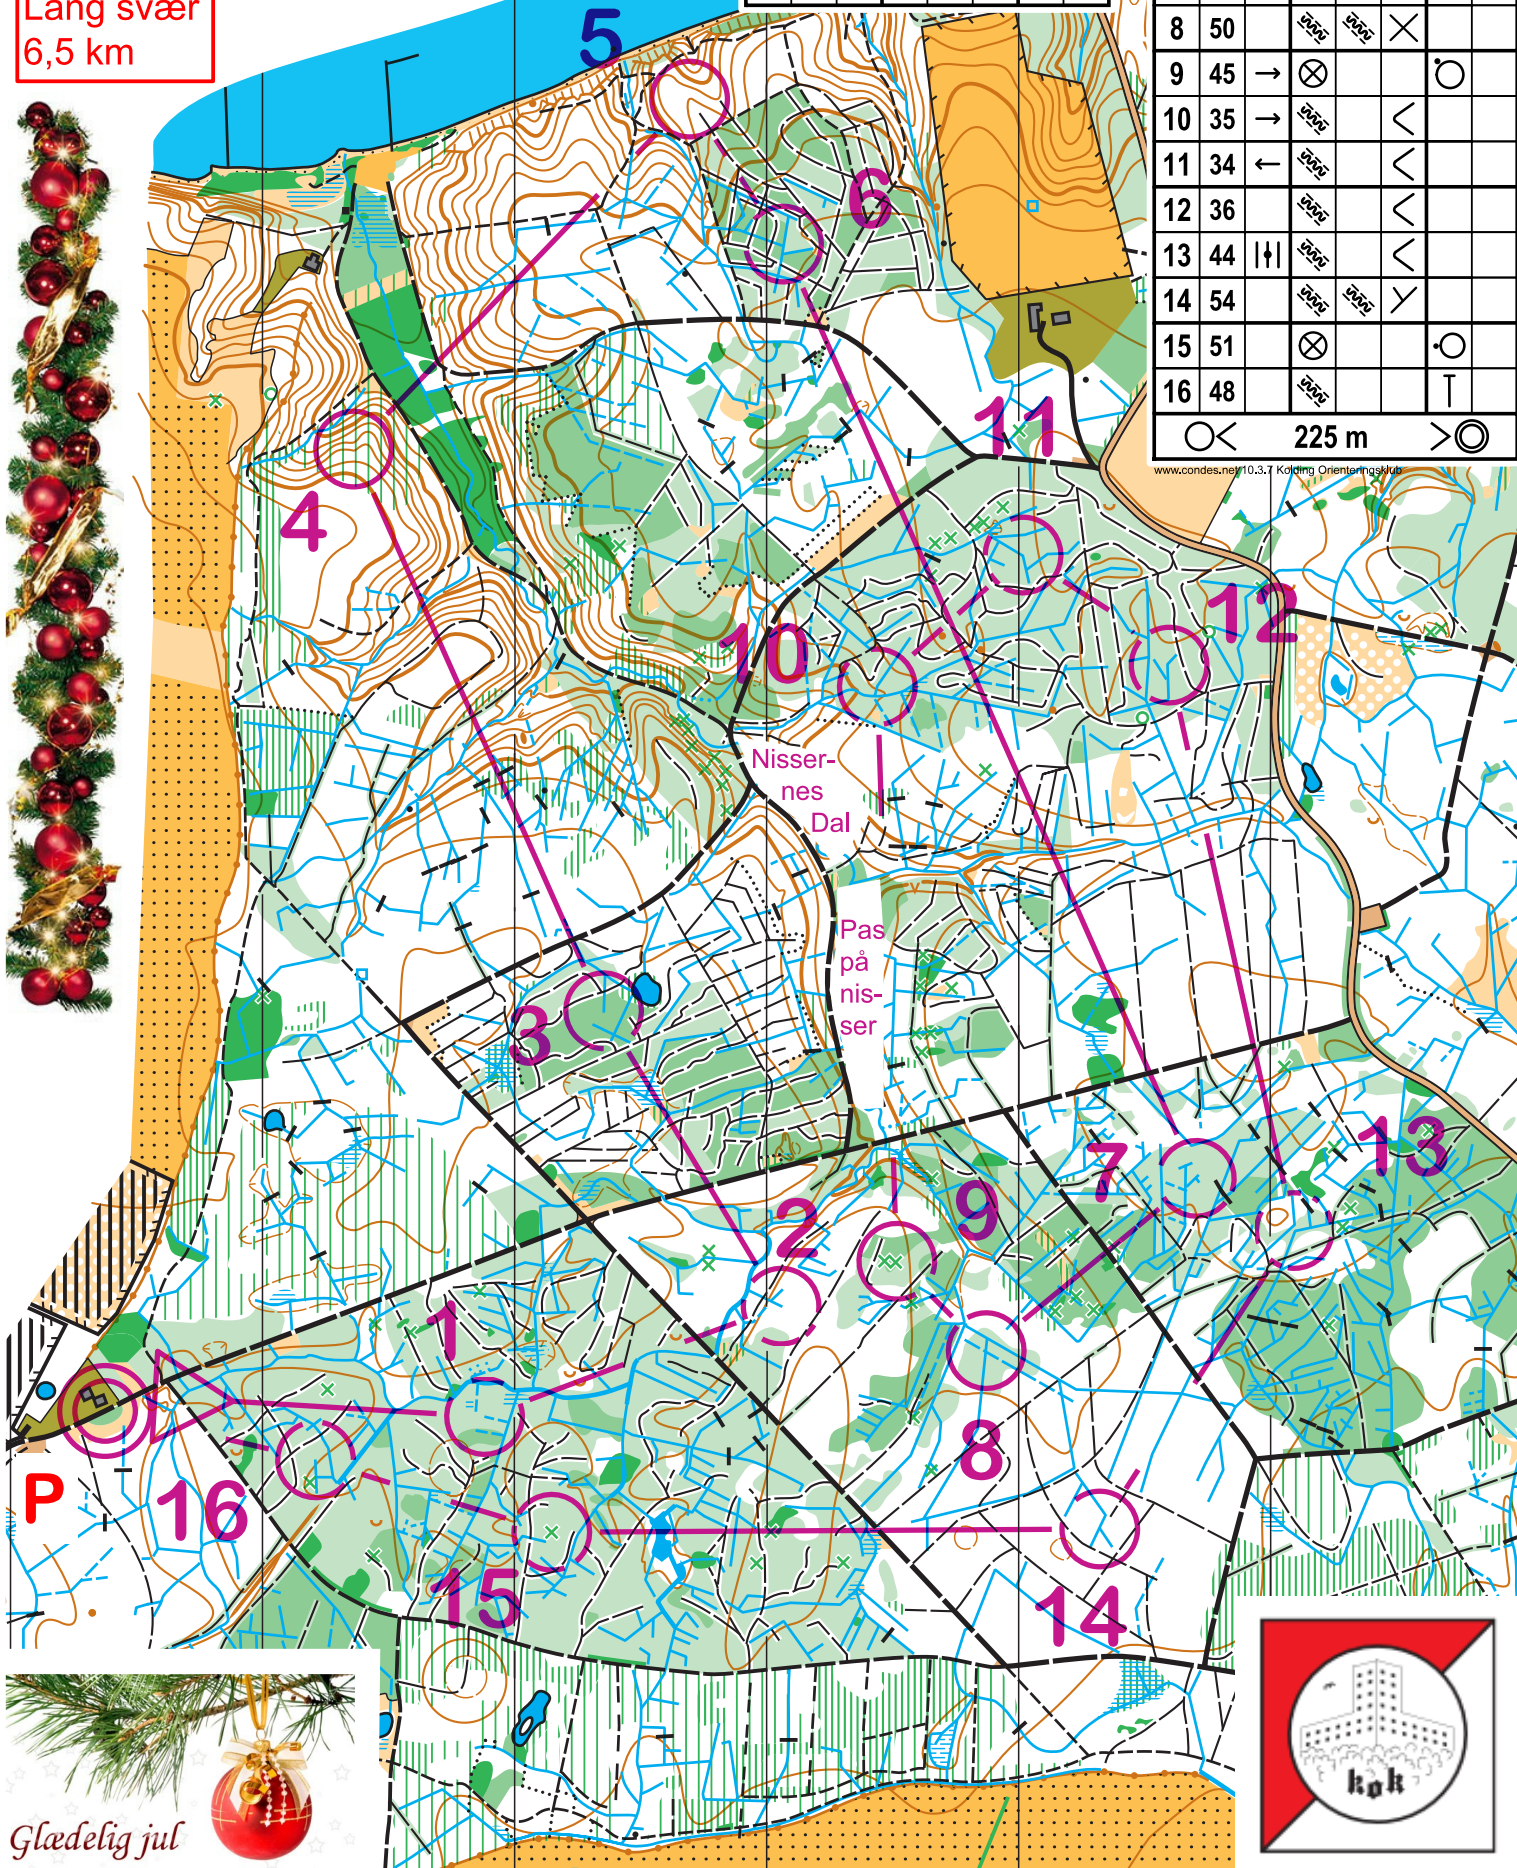 Lang svær
6,5 km
8 50
9 45
10 35
11 34
12 36
13 44
14 54
15 51
16 48
225 m
www.condes.net/10.3.7 Kolding Orienteringsklub
5
6
11
4
12
10
Nisser-
nes
Dal
Pas
på
nis-
ser
3
7
13
2
9
1
8
P
16
15
14
Glædelig jul
kok